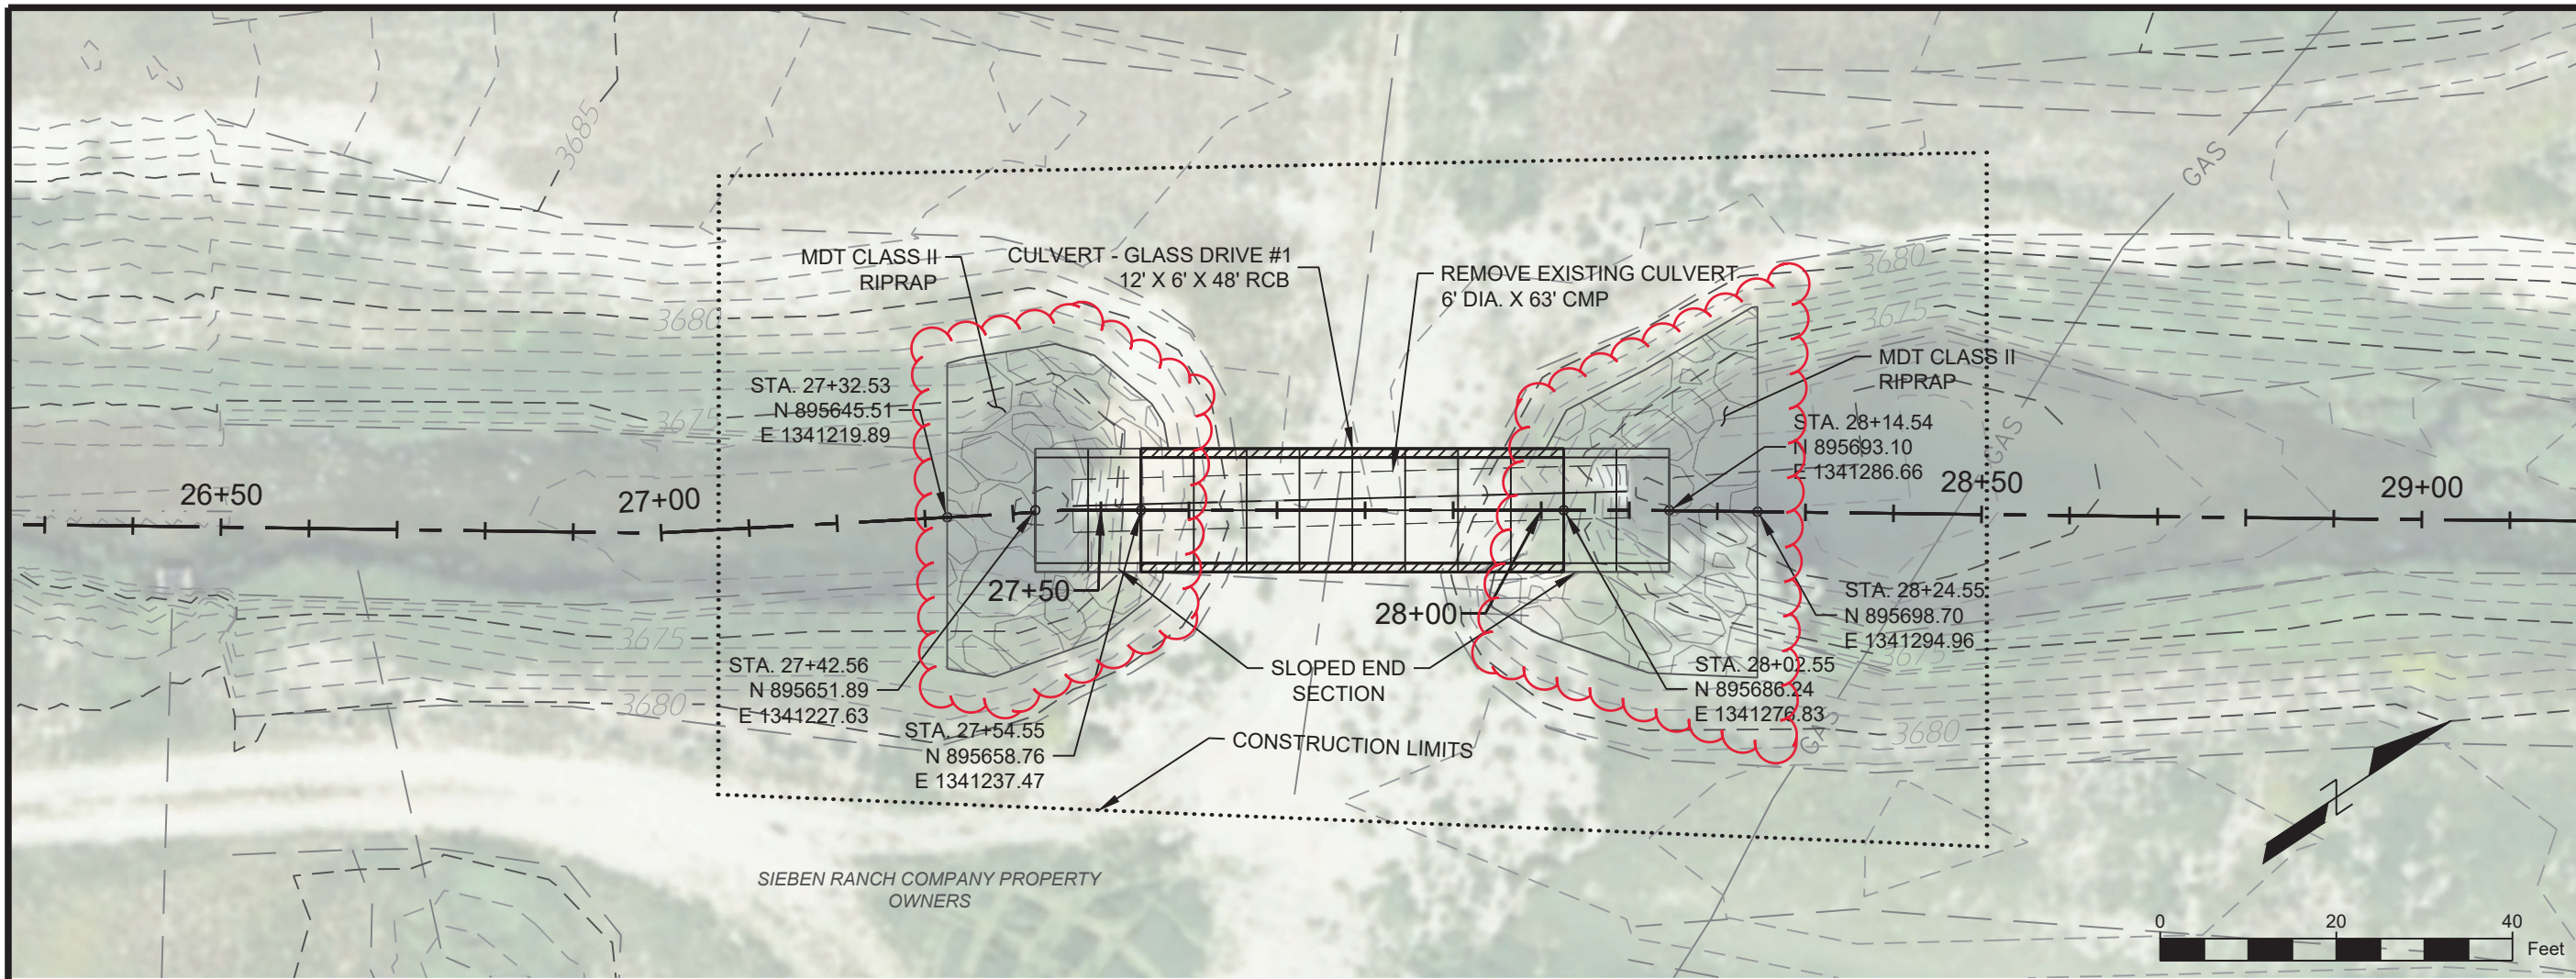 3685
GAS
MDT CLASS II
RIPRAP
CULVERT - GLASS DRIVE #1
12' X 6' X 48' RCB
REMOVE EXISTING CULVERT
6' DIA. X 63' CMP
3680
3680
3675
MDT CLASS II
RIPRAP
STA. 27+32.53
N 895645.51
E 1341219.89
3675
STA. 28+14.54
N 895693.10
E 1341286.66
GAS
26+50
27+00
28+50
29+00
27+50
28+00
STA. 28+24.55
N 895698.70
E 1341294.96
3675
3675
STA. 27+42.56
N 895651.89
E 1341227.63
SLOPED END
SECTION
STA. 28+02.55
N 895686.24
E 1341276.83
3680
STA. 27+54.55
N 895658.76
E 1341237.47
CONSTRUCTION LIMITS
GAS
3680
SIEBEN RANCH COMPANY PROPERTY
OWNERS
0 20 40
Feet